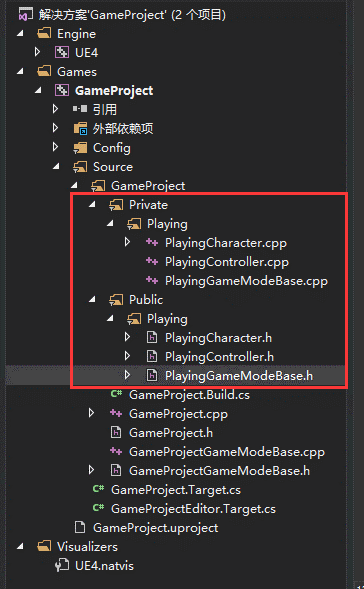 解决方案'GameProject' (2 个项目)
Engine
UE4
Games
GameProject
引用
外部依赖项
Config
Source
GameProject
Private
Playing
PlayingCharacter.cpp
PlayingController.cpp
PlayingGameModeBase.cpp
Public
Playing
PlayingCharacter.h
PlayingController.h
PlayingGameModeBase.h
GameProject.Build.cs
GameProject.cpp
GameProject.h
GameProjectGameModeBase.cpp
GameProjectGameModeBase.h
GameProject.Target.cs
GameProjectEditor.Target.cs
GameProject.uproject
Visualizers
UE4.natvis